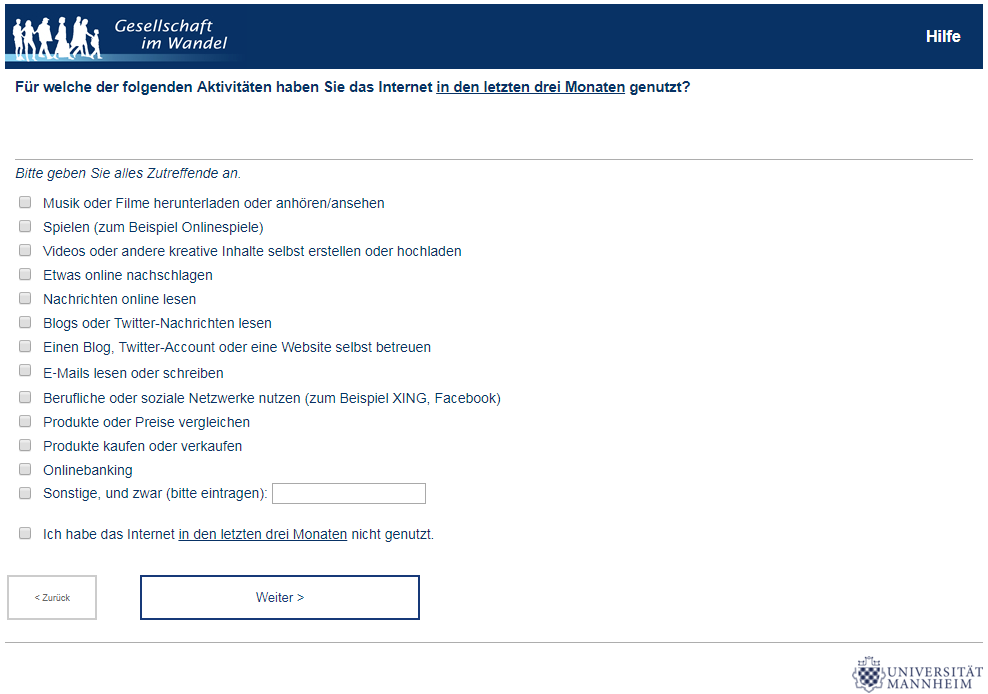 Gesellschaft
im Wandel
Hilfe
Für welche der folgenden Aktivitäten haben Sie das Internet in den letzten drei Monaten genutzt?
Bitte geben Sie alles Zutreffende an.
Musik oder Filme herunterladen oder anhören/ansehen
Spielen (zum Beispiel Onlinespiele)
Videos oder andere kreative Inhalte selbst erstellen oder hochladen
Etwas online nachschlagen
Nachrichten online lesen
Blogs oder Twitter-Nachrichten lesen
Einen Blog, Twitter-Account oder eine Website selbst betreuen
E-Mails lesen oder schreiben
Berufliche oder soziale Netzwerke nutzen (zum Beispiel XING, Facebook)
Produkte oder Preise vergleichen
Produkte kaufen oder verkaufen
Onlinebanking
Sonstige, und zwar (bitte eintragen):
Ich habe das Internet in den letzten drei Monaten nicht genutzt.
< Zurück
Weiter >
UNIVERSITÄT
MANNHEIM